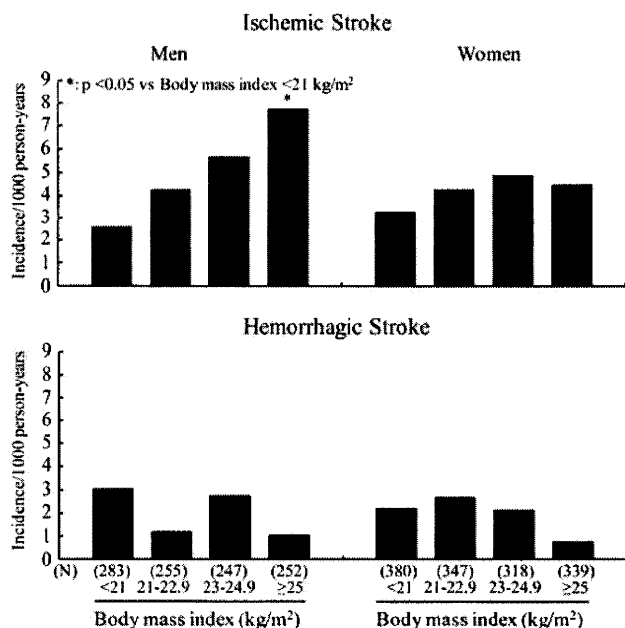 Ischemic Stroke
Men Women
*: p <0.05 vs Body mass index <21 kg/m²
*
Incidence/1000 person-years
9
8
7
6
5
4
3
2
1
0
Hemorrhagic Stroke
Incidence/1000 person-years
9
8
7
6
5
4
3
2
1
0
(N) (283) (255) (247) (252) (380) (347) (318) (339)
<21 21-22.9 23-24.9 ≥25 <21 21-22.9 23-24.9 ≥25
Body mass index (kg/m²) Body mass index (kg/m²)